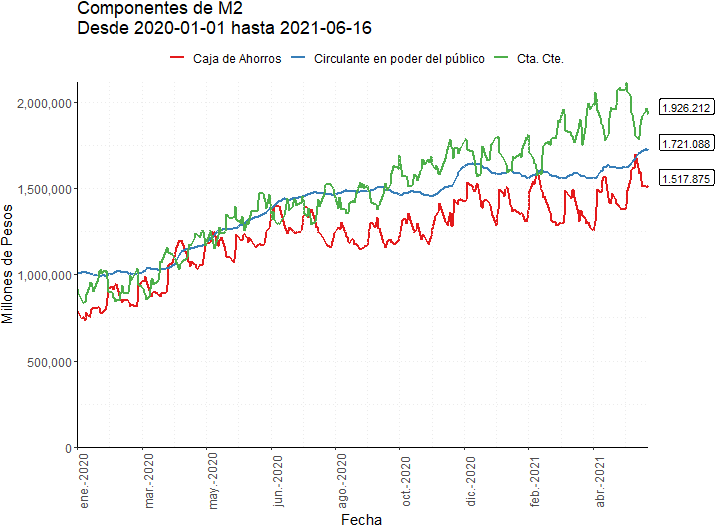 Componentes de M2
Desde 2020-01-01 hasta 2021-06-16
Caja de Ahorros Circulante en poder del público Cta. Cte.
2,000,000
1,500,000
1,000,000
500,000
0
Millones de Pesos
1.926.212
1.721.088
1.517.875
ene.-2020
mar.-2020
may.-2020
jun.-2020
ago.-2020
oct.-2020
dic.-2020
feb.-2021
abr.-2021
Fecha